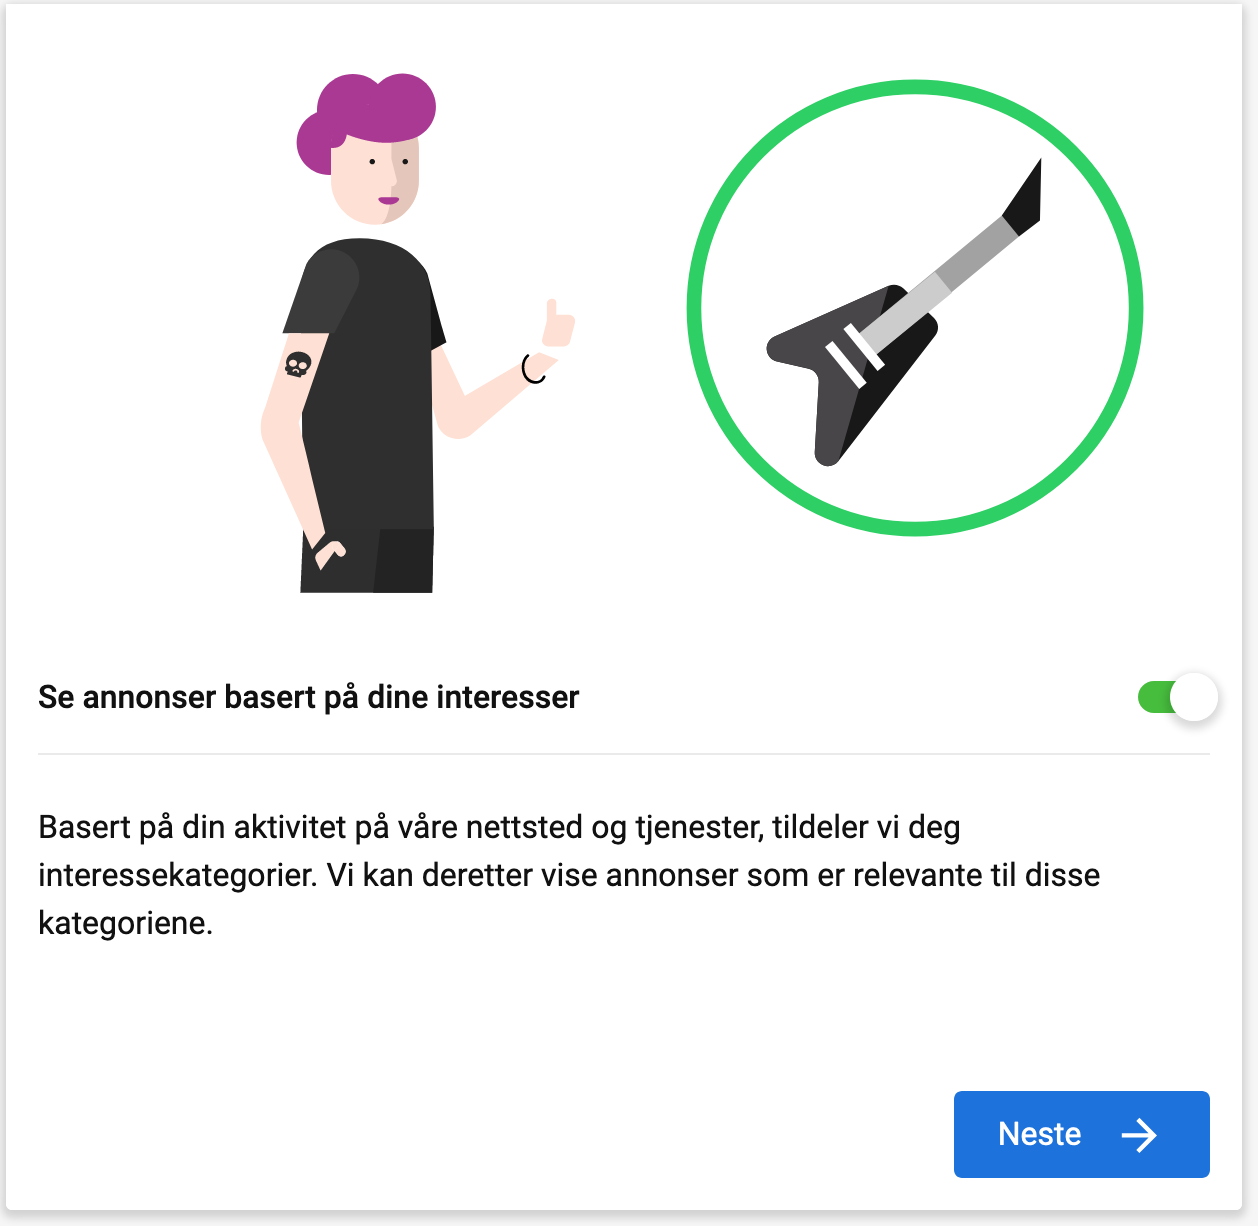 Se annonser basert på dine interesser
Basert på din aktivitet på våre nettsted og tjenester, tildeler vi deg
interessekategorier. Vi kan deretter vise annonser som er relevante til disse
kategoriene.
Neste